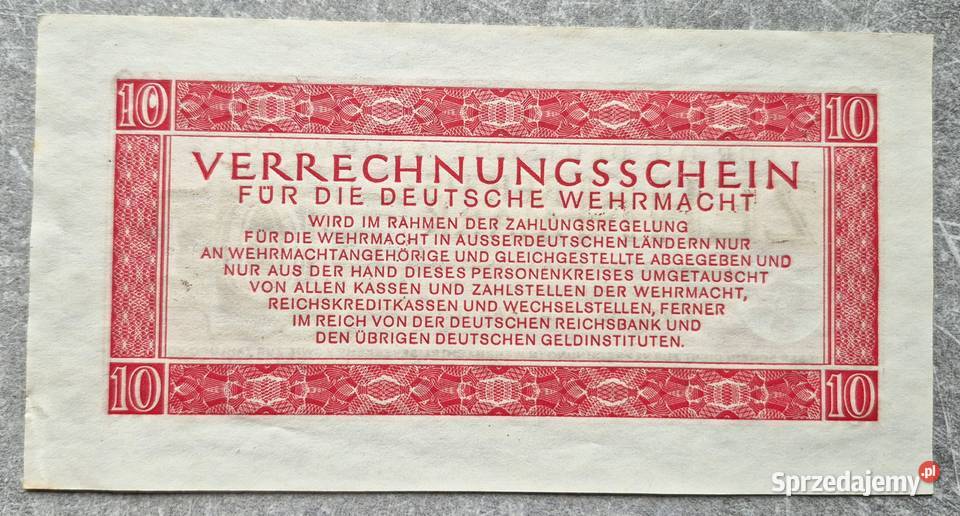 10 10
VERRECHNUNGSSCHEIN
FÜR DIE DEUTSCHE WEHRMACHT
WIRD IM RAHMEN DER ZAHLUNGSREGELUNG
FÜR DIE WEHRMACHT IN AUSSERDEUTSCHEN LÄNDERN NUR
AN WEHRMACHTANGEHÖRIGE UND GLEICHGESTELLTE ABGEGEBEN UND
NUR AUS DER HAND DIESES PERSONENKREISES UMGETAUSCHT
VON ALLEN KASSEN UND ZAHLSTELLEN DER WEHRMACHT,
REICHSKREDITKASSEN UND WECHSELSTELLEN, FERNER
IM REICH VON DER DEUTSCHEN REICHSBANK UND
DEN ÜBRIGEN DEUTSCHEN GELDINSTITUTEN.
10 10
Sprzedajemy.pl